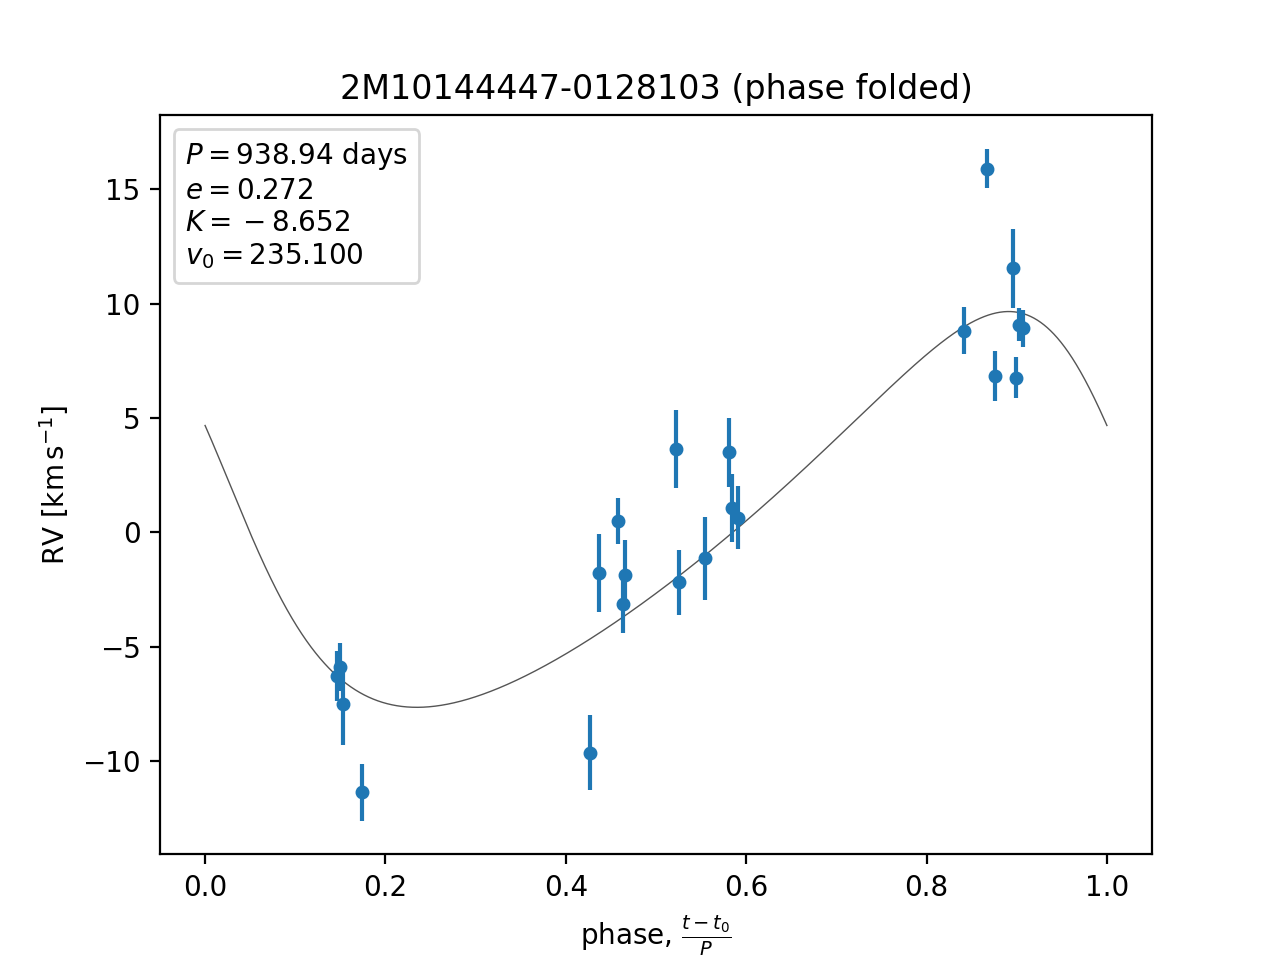 2M10144447-0128103 (phase folded)
P = 938.94 days
e = 0.272
K = −8.652
v₀ = 235.100
15
10
5
0
−5
−10
RV [km s⁻¹]
0.0 0.2 0.4 0.6 0.8 1.0
phase, (t − t₀)/P